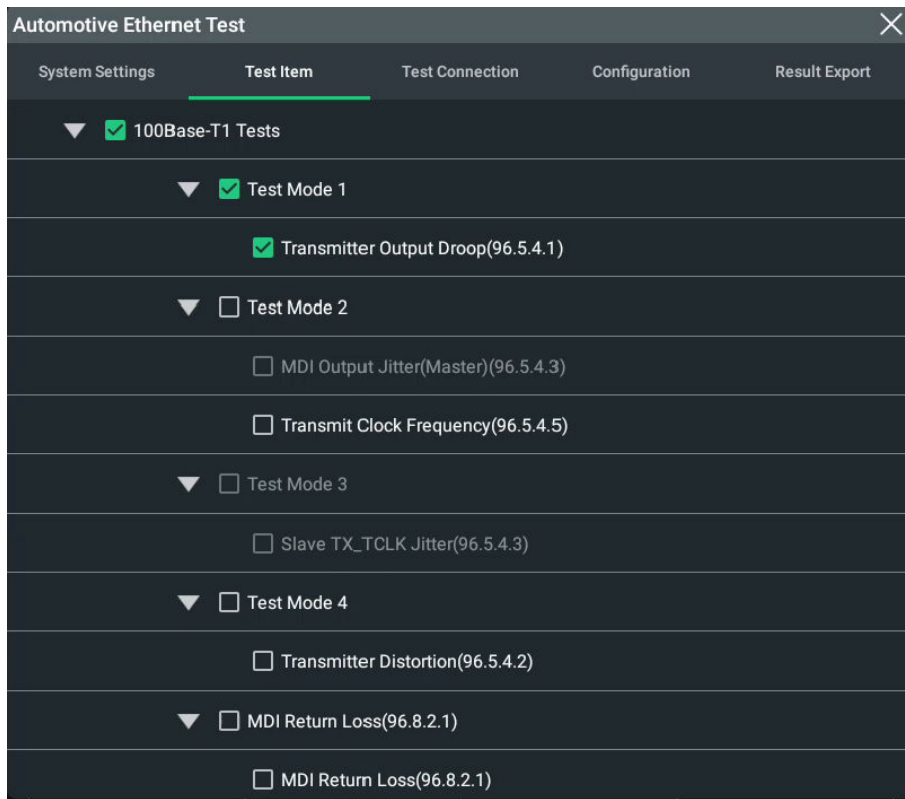 Automotive Ethernet Test
System Settings Test Item Test Connection Configuration Result Export
100Base-T1 Tests
Test Mode 1
Transmitter Output Droop(96.5.4.1)
Test Mode 2
MDI Output Jitter(Master)(96.5.4.3)
Transmit Clock Frequency(96.5.4.5)
Test Mode 3
Slave TX_TCLK Jitter(96.5.4.3)
Test Mode 4
Transmitter Distortion(96.5.4.2)
MDI Return Loss(96.8.2.1)
MDI Return Loss(96.8.2.1)